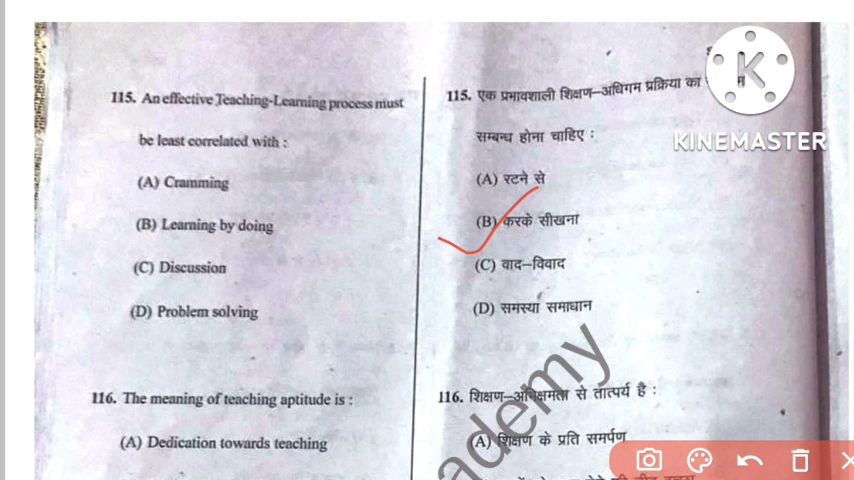 115. An effective Teaching-Learning process must
be least correlated with :
(A) Cramming
(B) Learning by doing
(C) Discussion
(D) Problem solving
116. The meaning of teaching aptitude is :
(A) Dedication towards teaching
115. एक प्रभावशाली शिक्षण–अधिगम प्रक्रिया का
सम्बन्ध होना चाहिए :
(A) रटने से
(B) करके सीखना
(C) वाद–विवाद
(D) समस्या समाधान
116. शिक्षण–अभिक्षमता से तात्पर्य है :
(A) शिक्षण के प्रति समर्पण
K
KINEMASTER
ademy